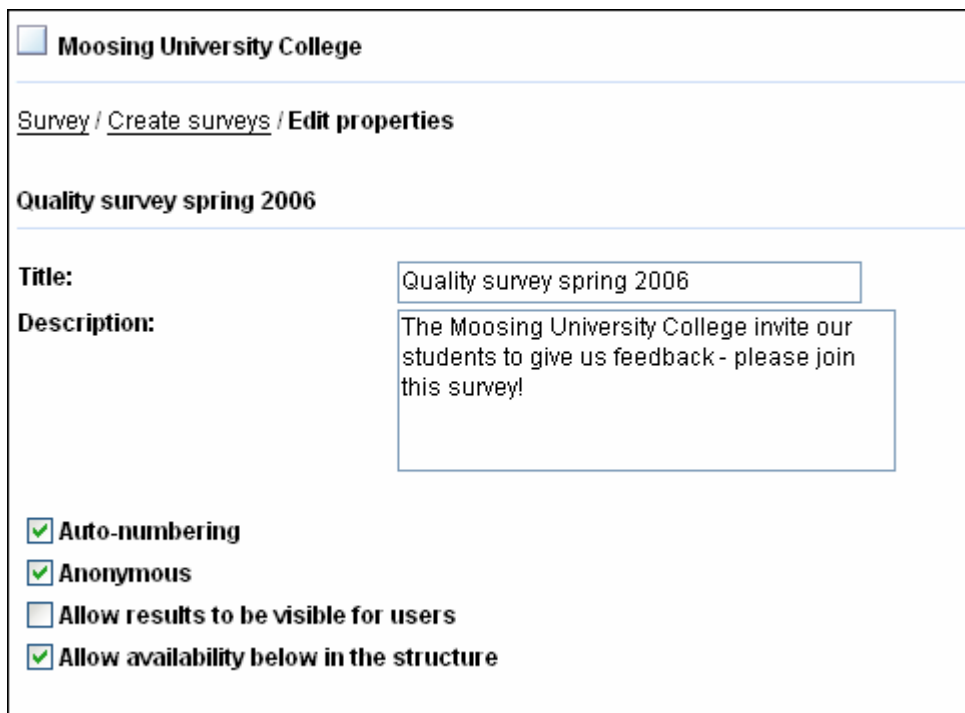 Moosing University College
Survey / Create surveys / Edit properties
Quality survey spring 2006
Title:
Quality survey spring 2006
Description:
The Moosing University College invite our
students to give us feedback - please join
this survey!
Auto-numbering
Anonymous
Allow results to be visible for users
Allow availability below in the structure